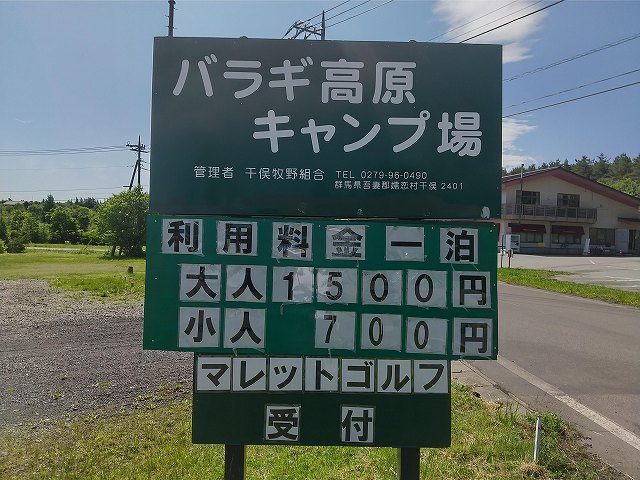 バラギ高原
キャンプ場
管理者 干俣牧野組合 TEL 0279-96-0490
群馬県吾妻郡嬬恋村干俣 2401
利用料金一泊
大人1500円
小人 700円
マレットゴルフ
受付